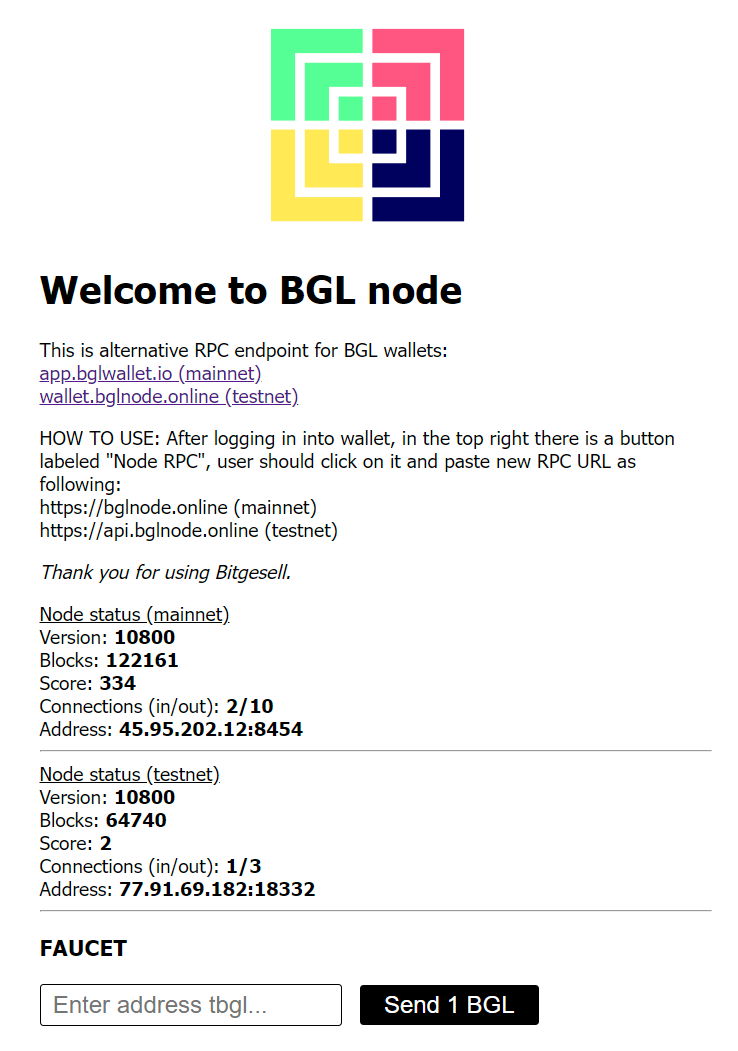 Welcome to BGL node
This is alternative RPC endpoint for BGL wallets:
app.bglwallet.io (mainnet)
wallet.bglnode.online (testnet)
HOW TO USE: After logging in into wallet, in the top right there is a button
labeled "Node RPC", user should click on it and paste new RPC URL as
following:
https://bglnode.online (mainnet)
https://api.bglnode.online (testnet)
Thank you for using Bitgesell.
Node status (mainnet)
Version: 10800
Blocks: 122161
Score: 334
Connections (in/out): 2/10
Address: 45.95.202.12:8454
Node status (testnet)
Version: 10800
Blocks: 64740
Score: 2
Connections (in/out): 1/3
Address: 77.91.69.182:18332
FAUCET
Enter address tbgl... Send 1 BGL